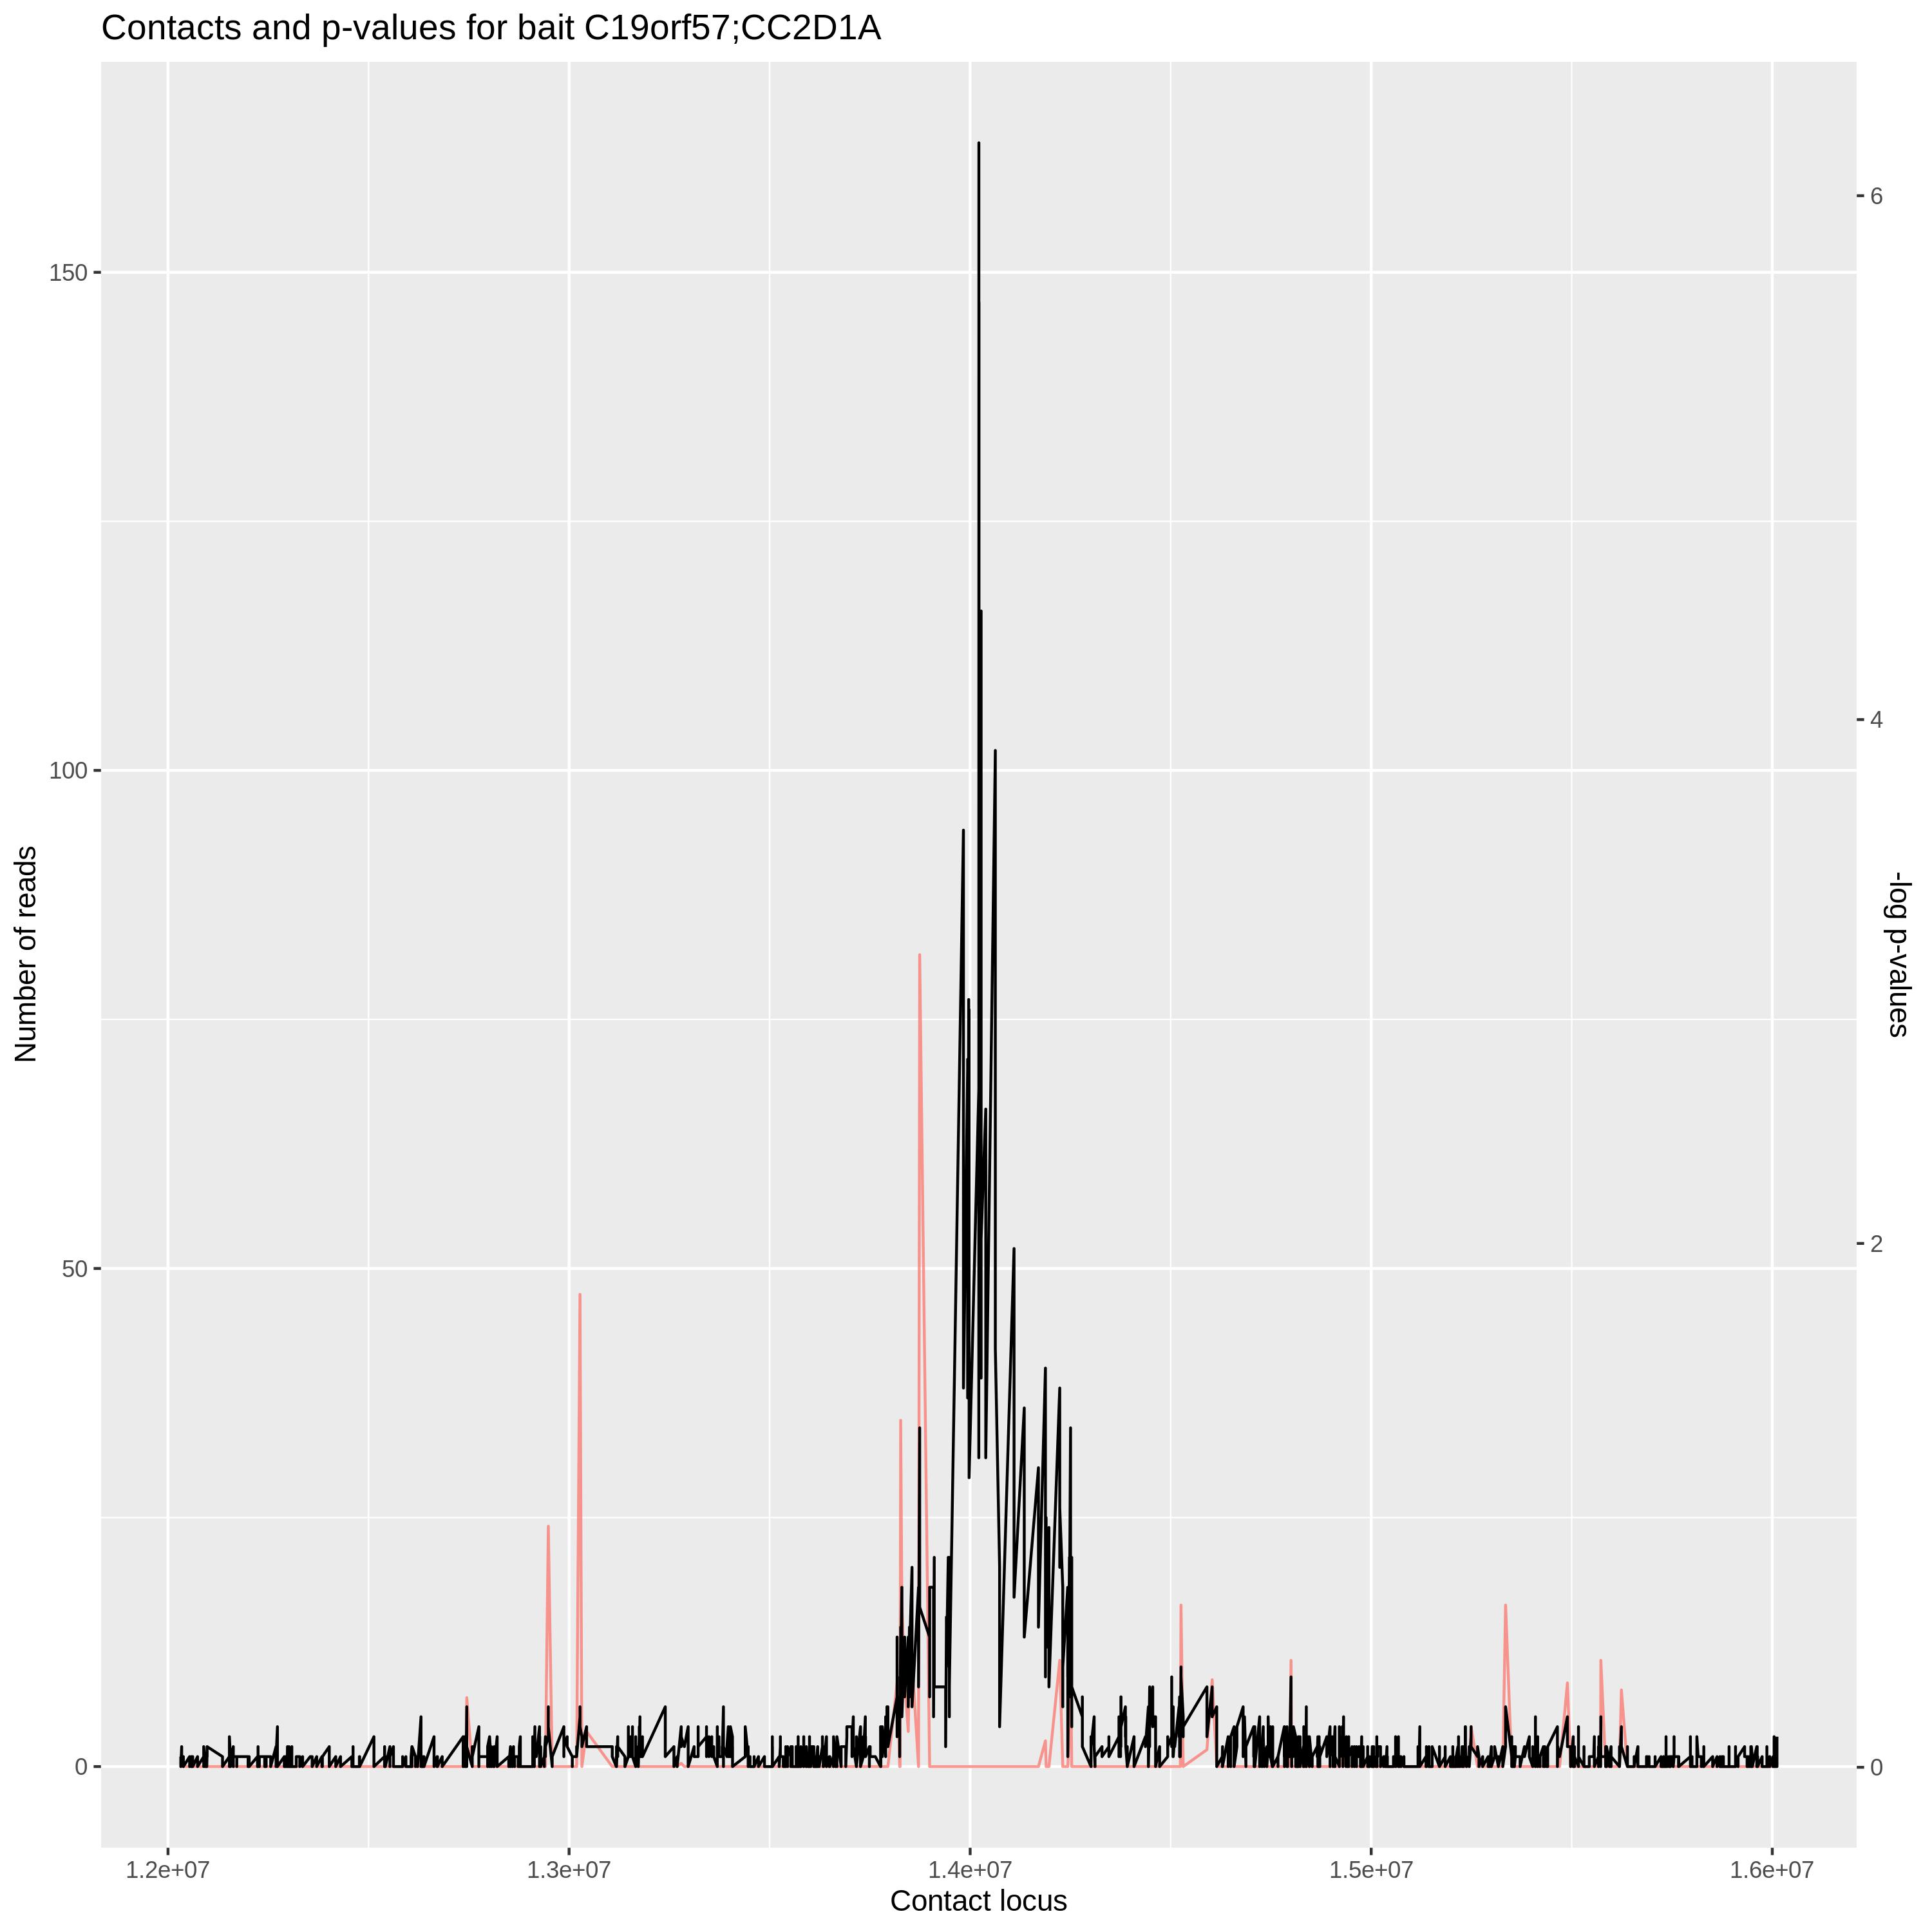 Contacts and p-values for bait C19orf57;CC2D1A
Number of reads
150
100
50
0
6
4
2
0
-log p-values
1.2e+07
1.3e+07
1.4e+07
1.5e+07
1.6e+07
Contact locus